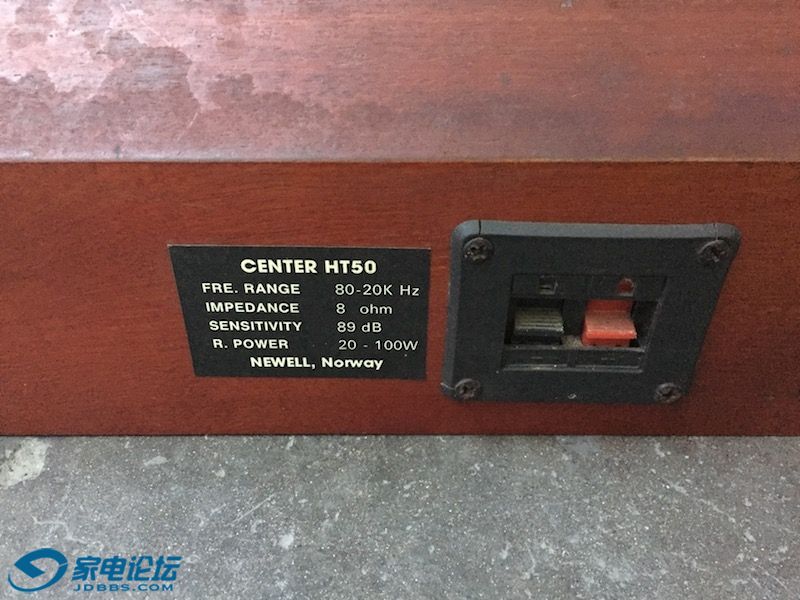 CENTER HT50
FRE. RANGE 80-20K Hz
IMPEDANCE 8 ohm
SENSITIVITY 89 dB
R. POWER 20 - 100W
NEWELL, Norway
家电论坛
JDBBS.COM